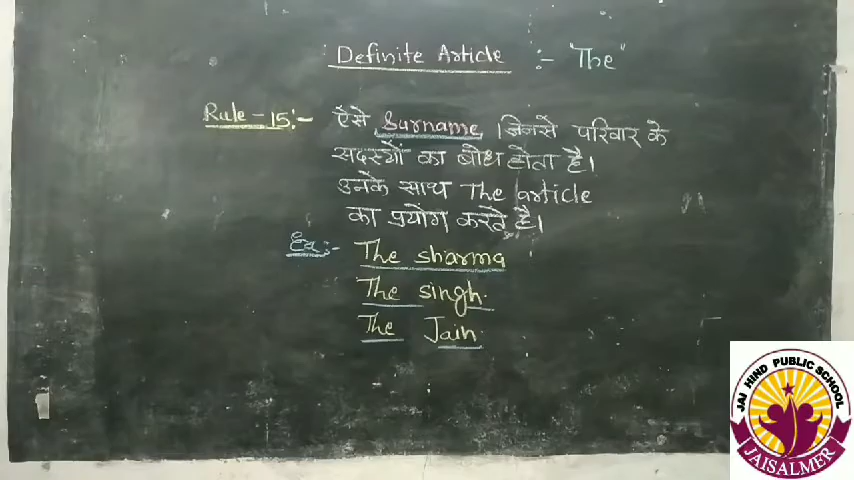 Definite Article :- "The"
Rule - 15:- ऐसे Surname, जिनसे परिवार के
सदस्यों का बोध होता है।
उनके साथ The article
का प्रयोग करते है।
Ex:- The sharma
The singh.
The Jain.
JAI HIND PUBLIC SCHOOL
JAISALMER